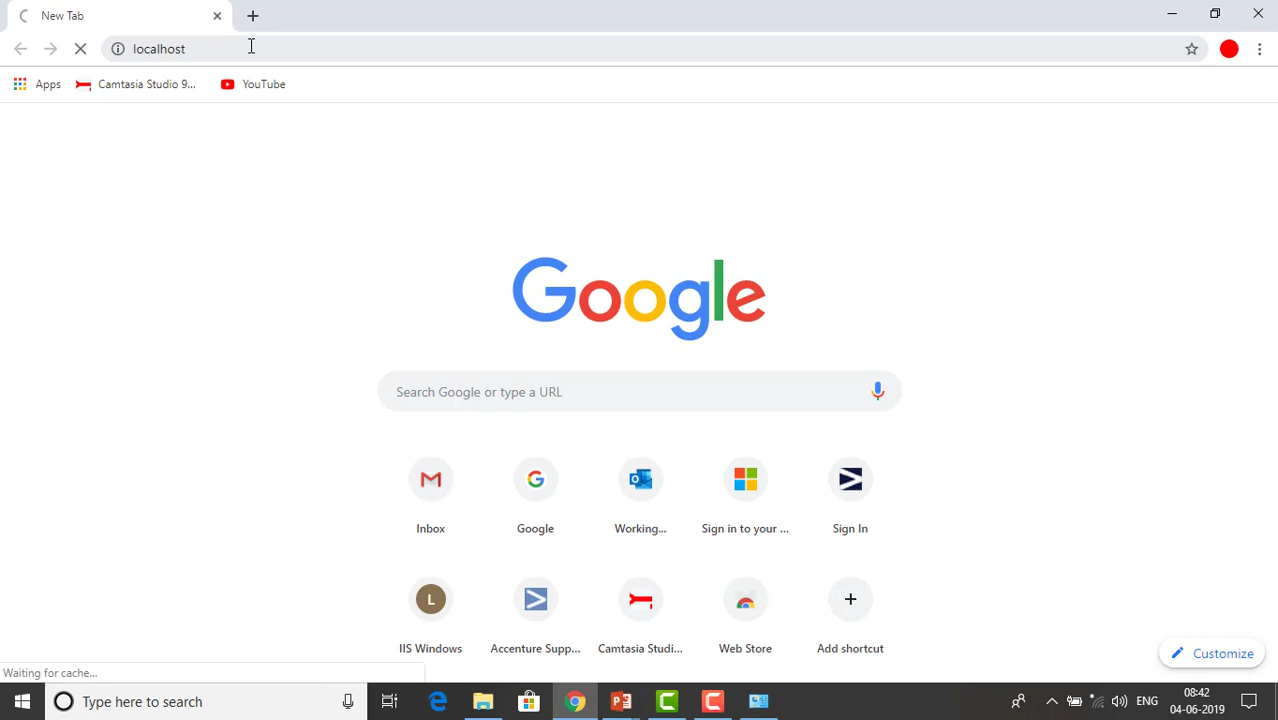 New Tab
localhost
Apps
Camtasia Studio 9...
YouTube
Google
Search Google or type a URL
Inbox
Google
Working...
Sign in to your ...
Sign In
L
IIS Windows
Accenture Supp...
Camtasia Studi...
Web Store
Add shortcut
Customize
Waiting for cache...
Type here to search
ENG
08:42
04-06-2019